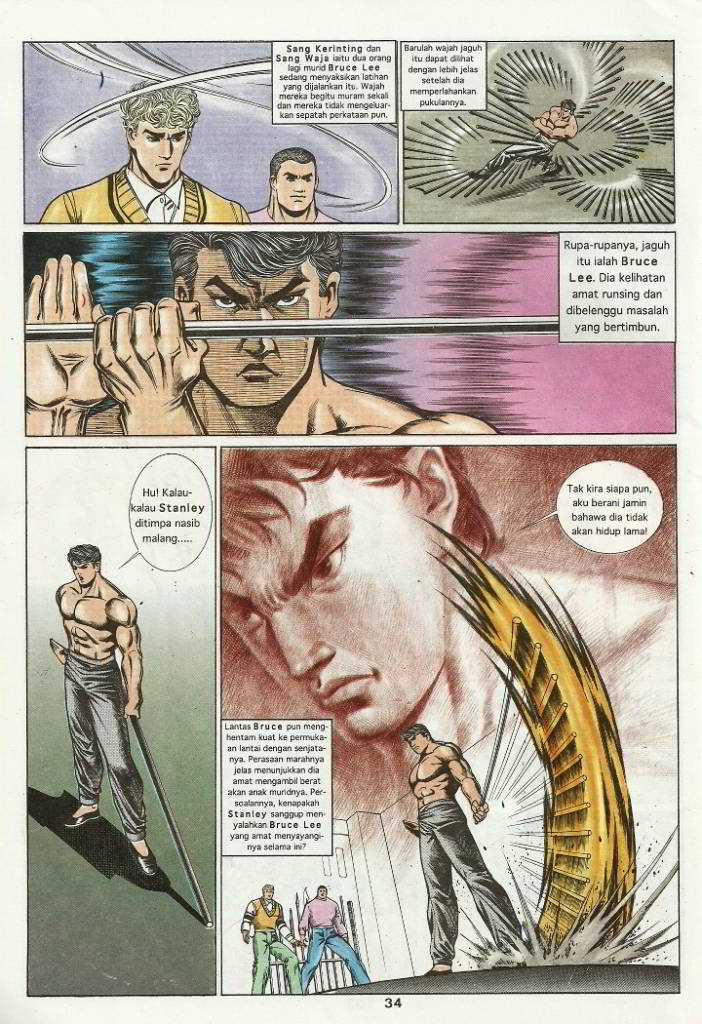 Sang Kerinting dan
Sang Waja iaitu dua orang
lagi murid Bruce Lee
sedang menyaksikan latihan
yang dijalankan itu. Wajah
mereka begitu muram sekali
dan mereka tidak mengeluar-
kan sepatah perkataan pun.
Barulah wajah jaguh
itu dapat dilihat
dengan lebih jelas
setelah dia
memperlahankan
pukulannya.
Rupa-rupanya, jaguh
itu ialah Bruce
Lee. Dia kelihatan
amat runsing dan
dibelenggu masalah
yang bertimbun.
Hu! Kalau-
kalau Stanley
ditimpa nasib
malang.....
Tak kira siapa pun,
aku berani jamin
bahawa dia tidak
akan hidup lama!
Lantas Bruce pun meng-
hentam kuat ke permuka-
an lantai dengan senjata-
nya. Perasaan marahnya
jelas menunjukkan dia
amat mengambil berat
akan anak muridnya. Per-
soalannya, kenapakah
Stanley sanggup men-
yalahkan Bruce Lee
yang amat menyayangi-
nya selama ini?
34